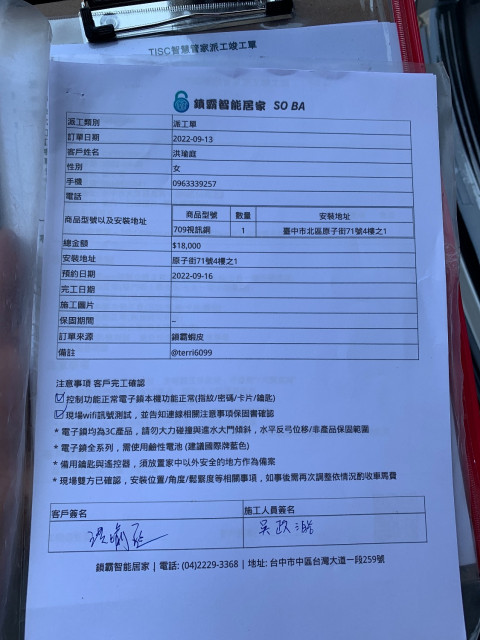 TISC智慧管家派工竣工單
鎖霸智能居家 SO BA
施工類別 派工單
訂單日期 2022-09-13
客戶姓名 洪瑜庭
性別 女
手機 0963339257
電話
商品型號以及安裝地址 商品型號 數量 安裝地址
709視訊鋼 1 臺中市北區原子街71號4樓之1
總金額 $18,000
安裝地址 原子街71號4樓之1
預約日期 2022-09-16
完工日期
施工圖片
保固期間 –
訂單來源 鎖霸蝦皮
備註 @terri6099
注意事項 客戶完工確認
控制功能正常電子鎖本機功能正常(指紋/密碼/卡片/鑰匙)
現場wifi訊號測試，並告知連線相關注意事項保固書確認
* 電子鎖均為3C產品，請勿大力碰撞與進水大門傾斜，水平反弓位移/非產品保固範圍
* 電子鎖全系列，需使用鹼性電池 (建議國際牌藍色)
* 備用鑰匙與遙控器，須放置家中以外安全的地方作為備案
* 現場雙方已確認，安裝位置/角度/鬆緊度等相關事項，如事後需再次調整依情況酌收車馬費
客戶簽名 施工人員簽名
鎖霸智能居家 | 電話: (04)2229-3368 | 地址: 台中市中區台灣大道一段259號